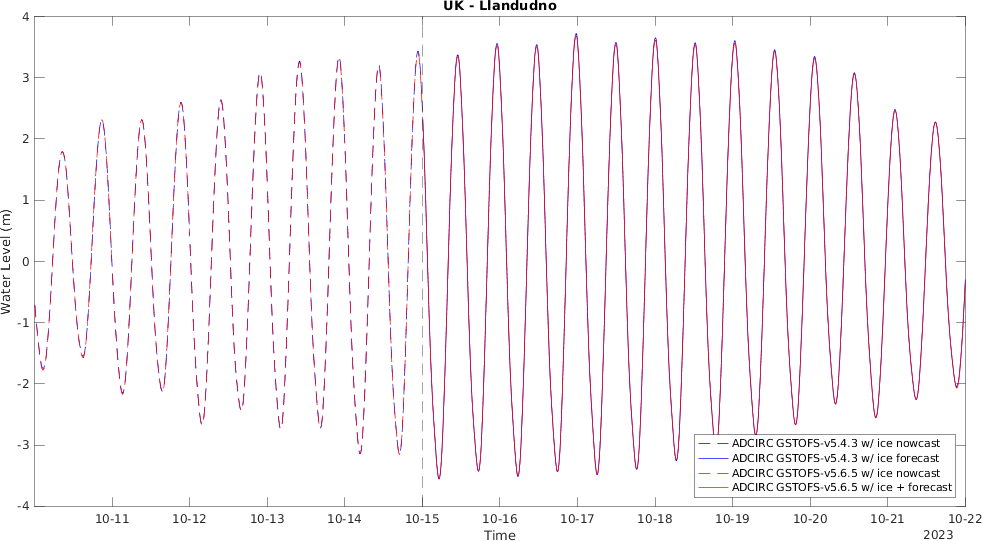 UK - Llandudno
4
3
2
1
0
-1
-2
-3
-4
Water Level (m)
ADCIRC GSTOFS-v5.4.3 w/ ice nowcast
ADCIRC GSTOFS-v5.4.3 w/ ice forecast
ADCIRC GSTOFS-v5.6.5 w/ ice nowcast
ADCIRC GSTOFS-v5.6.5 w/ ice + forecast
10-11 10-12 10-13 10-14 10-15 10-16 10-17 10-18 10-19 10-20 10-21 10-22
Time
2023